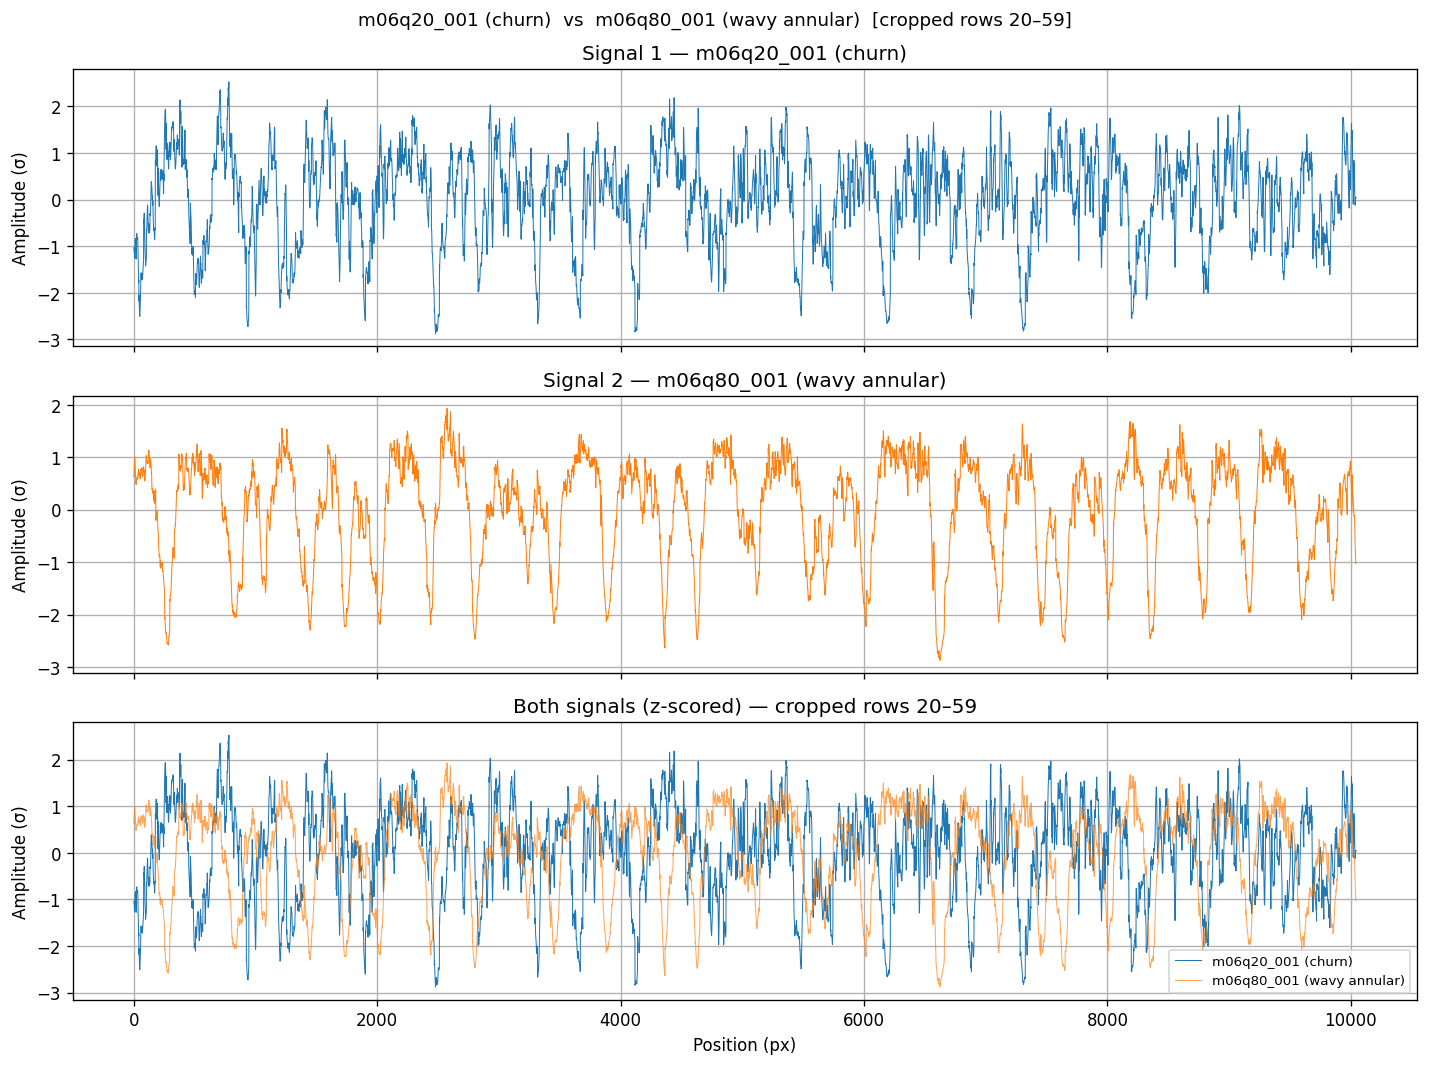 m06q20_001 (churn)  vs  m06q80_001 (wavy annular)  [cropped rows 20–59]
Signal 1 — m06q20_001 (churn)
Amplitude (σ)
2
1
0
−1
−2
−3
Signal 2 — m06q80_001 (wavy annular)
Amplitude (σ)
2
1
0
−1
−2
−3
Both signals (z-scored) — cropped rows 20–59
Amplitude (σ)
2
1
0
−1
−2
−3
m06q20_001 (churn)
m06q80_001 (wavy annular)
0 2000 4000 6000 8000 10000
Position (px)